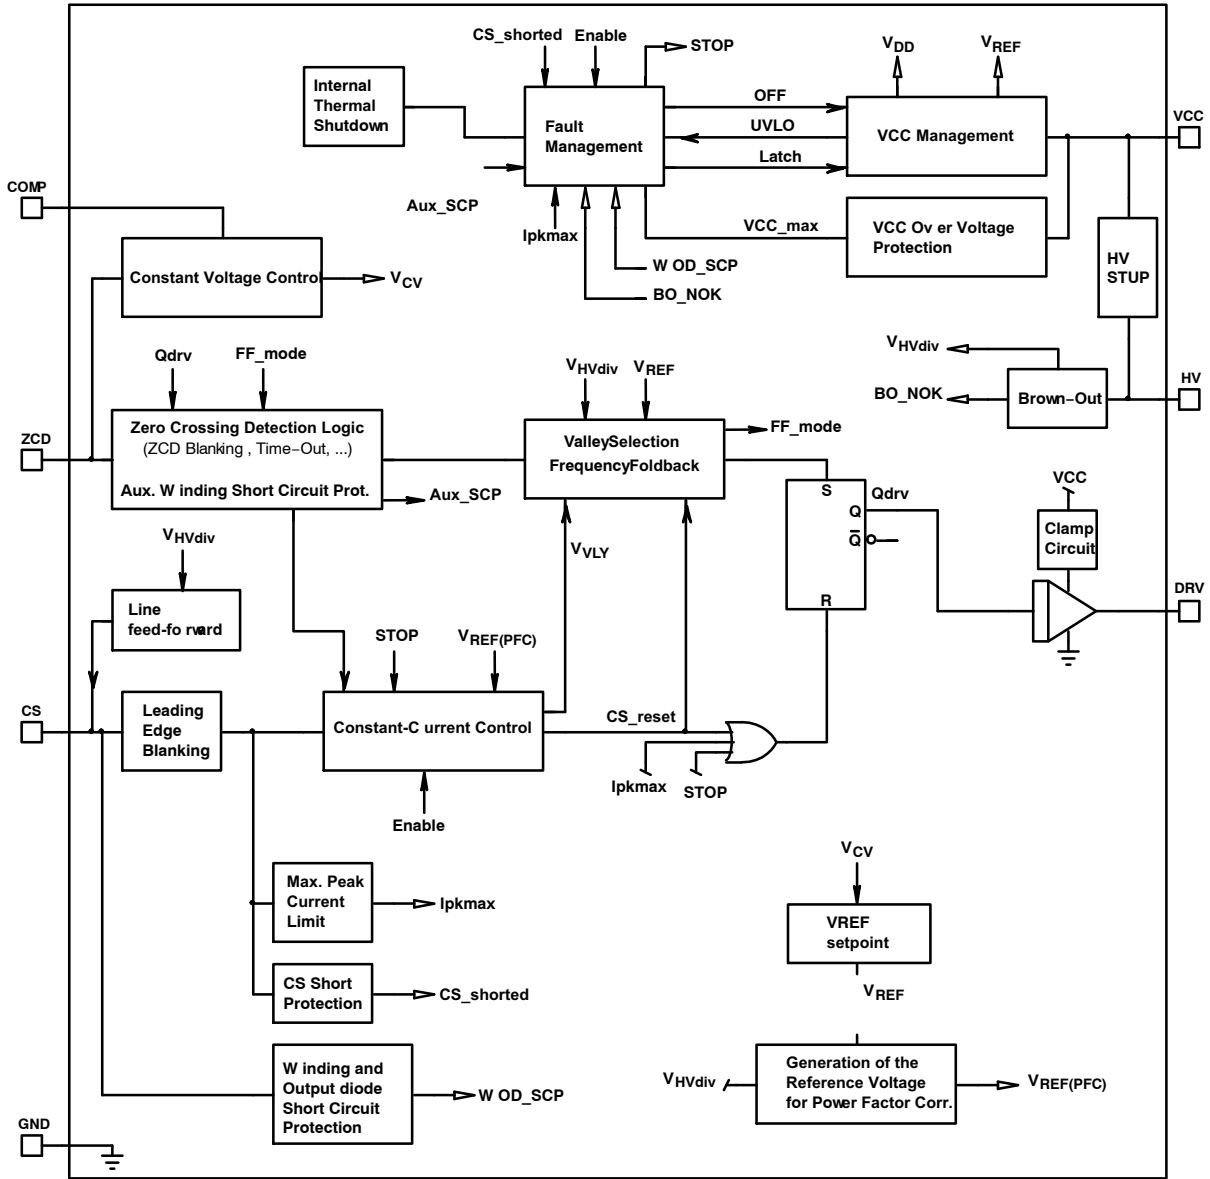 CS_shorted
Enable
STOP
VDD
VREF
Internal
Thermal
Shutdown
Fault
Management
OFF
UVLO
Latch
VCC Management
VCC
Aux_SCP
Ipkmax
VCC_max
VCC Ov er Voltage
Protection
W OD_SCP
BO_NOK
HV
STUP
COMP
Constant Voltage Control
VCV
VHVdiv
BO_NOK
Brown−Out
HV
Qdrv
FF_mode
ZCD
Zero Crossing Detection Logic
(ZCD Blanking , Time−Out, ...)
Aux. W inding Short Circuit Prot.
Aux_SCP
VHVdiv
VREF
ValleySelection
FrequencyFoldback
FF_mode
S
Q
Q
R
Qdrv
VCC
Clamp
Circuit
DRV
VHVdiv
Line
feed-fo rward
VVLY
STOP
VREF(PFC)
CS
Leading
Edge
Blanking
Constant-C urrent Control
CS_reset
Ipkmax
STOP
Enable
Max. Peak
Current
Limit
Ipkmax
CS Short
Protection
CS_shorted
W inding and
Output diode
Short Circuit
Protection
W OD_SCP
VCV
VREF
setpoint
VREF
VHVdiv
Generation of the
Reference Voltage
for Power Factor Corr.
VREF(PFC)
GND